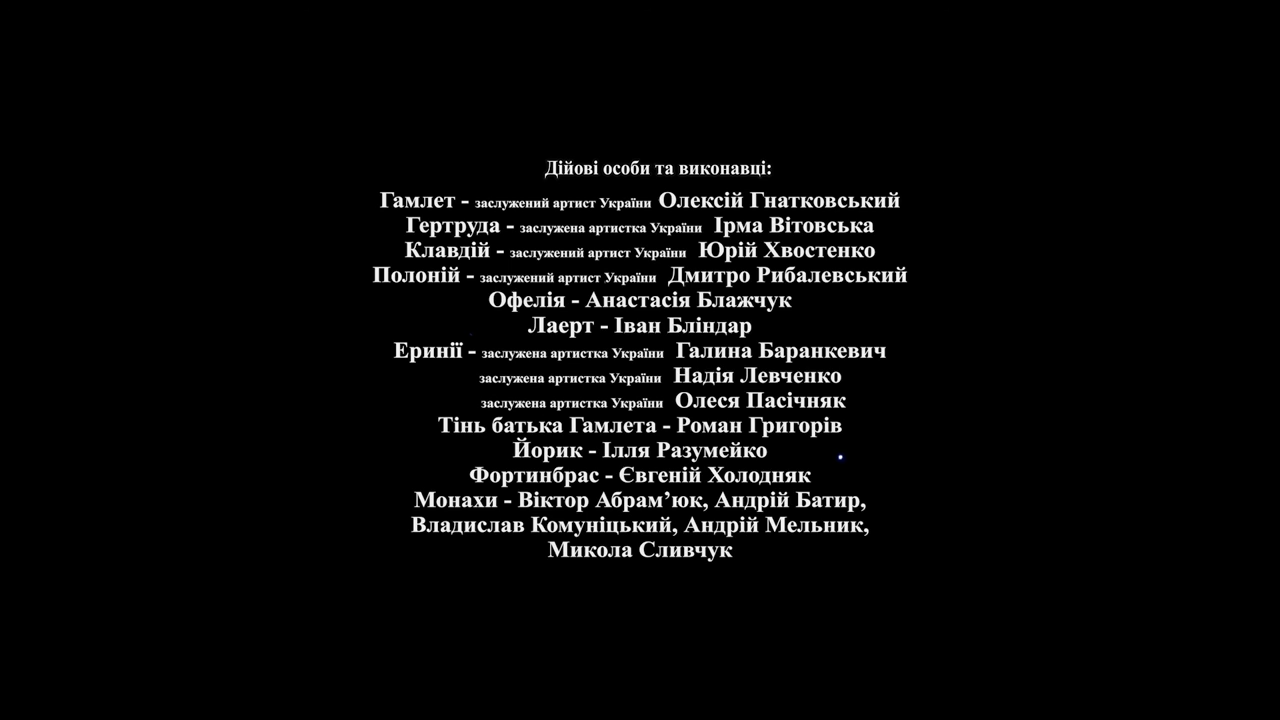 Дійові особи та виконавці:
Гамлет - заслужений артист України Олексій Гнатковський
Гертруда - заслужена артистка України Ірма Вітовська
Клавдій - заслужений артист України Юрій Хвостенко
Полоній - заслужений артист України Дмитро Рибалевський
Офелія - Анастасія Блажчук
Лаерт - Іван Бліндар
Еринії - заслужена артистка України Галина Баранкевич
заслужена артистка України Надія Левченко
заслужена артистка України Олеся Пасічняк
Тінь батька Гамлета - Роман Григорів
Йорик - Ілля Разумейко
Фортинбрас - Євгеній Холодняк
Монахи - Віктор Абрам’юк, Андрій Батир,
Владислав Комуніцький, Андрій Мельник,
Микола Сливчук